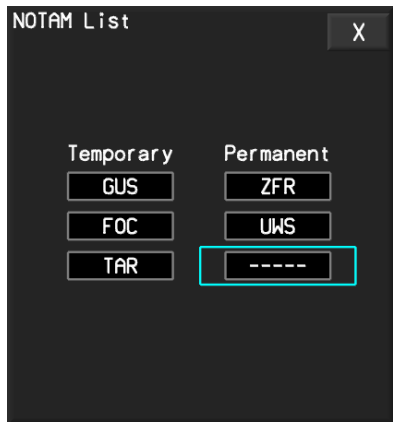 NOTAM List X
Temporary Permanent
GUS ZFR
FOC UWS
TAR -----